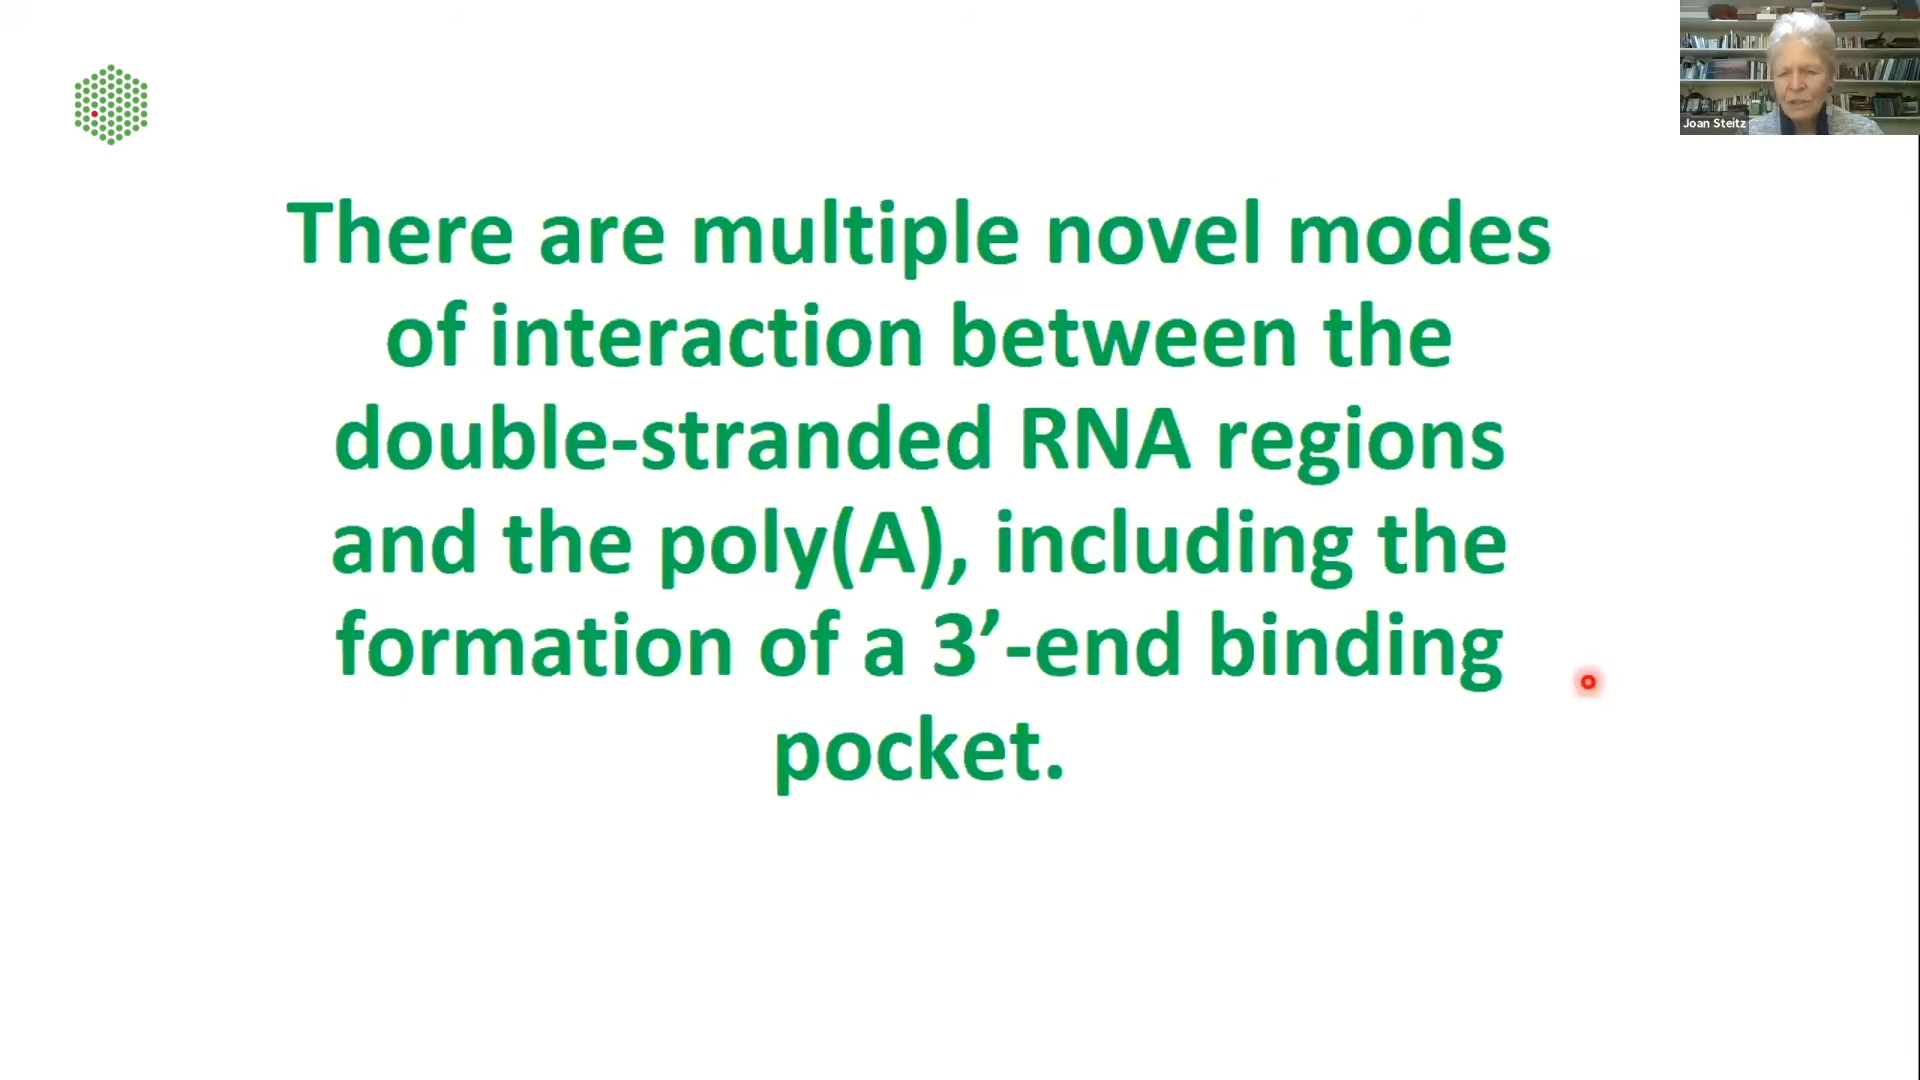 Joan Steitz
There are multiple novel modes
of interaction between the
double-stranded RNA regions
and the poly(A), including the
formation of a 3’-end binding
pocket.